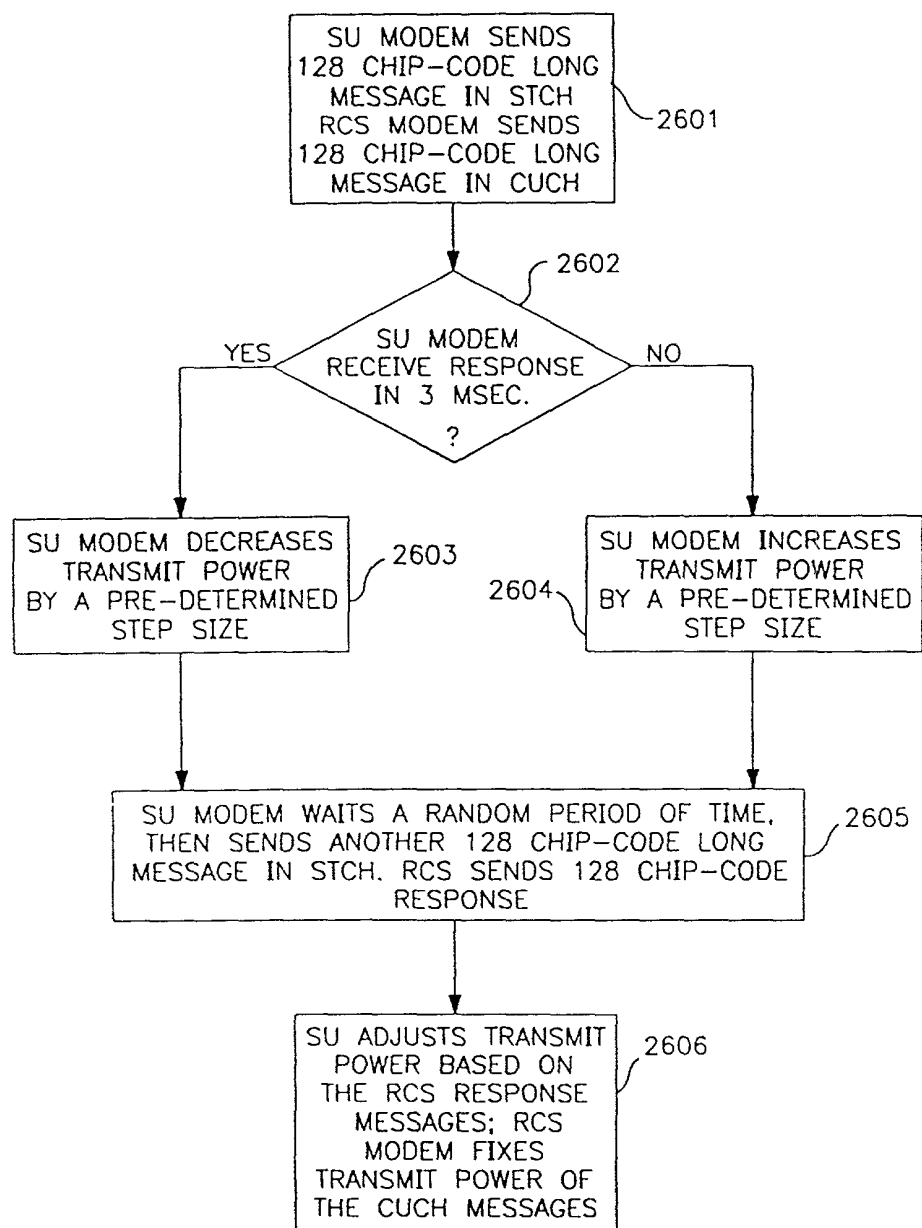 SU MODEM SENDS
128 CHIP-CODE LONG
MESSAGE IN STCH
RCS MODEM SENDS
128 CHIP-CODE LONG
MESSAGE IN CUCH
2601
2602
SU MODEM
RECEIVE RESPONSE
IN 3 MSEC.
?
YES
NO
SU MODEM DECREASES
TRANSMIT POWER
BY A PRE-DETERMINED
STEP SIZE
2603
SU MODEM INCREASES
TRANSMIT POWER
BY A PRE-DETERMINED
STEP SIZE
2604
SU MODEM WAITS A RANDOM PERIOD OF TIME,
THEN SENDS ANOTHER 128 CHIP-CODE LONG
MESSAGE IN STCH. RCS SENDS 128 CHIP-CODE
RESPONSE
2605
SU ADJUSTS TRANSMIT
POWER BASED ON
THE RCS RESPONSE
MESSAGES; RCS
MODEM FIXES
TRANSMIT POWER OF
THE CUCH MESSAGES
2606